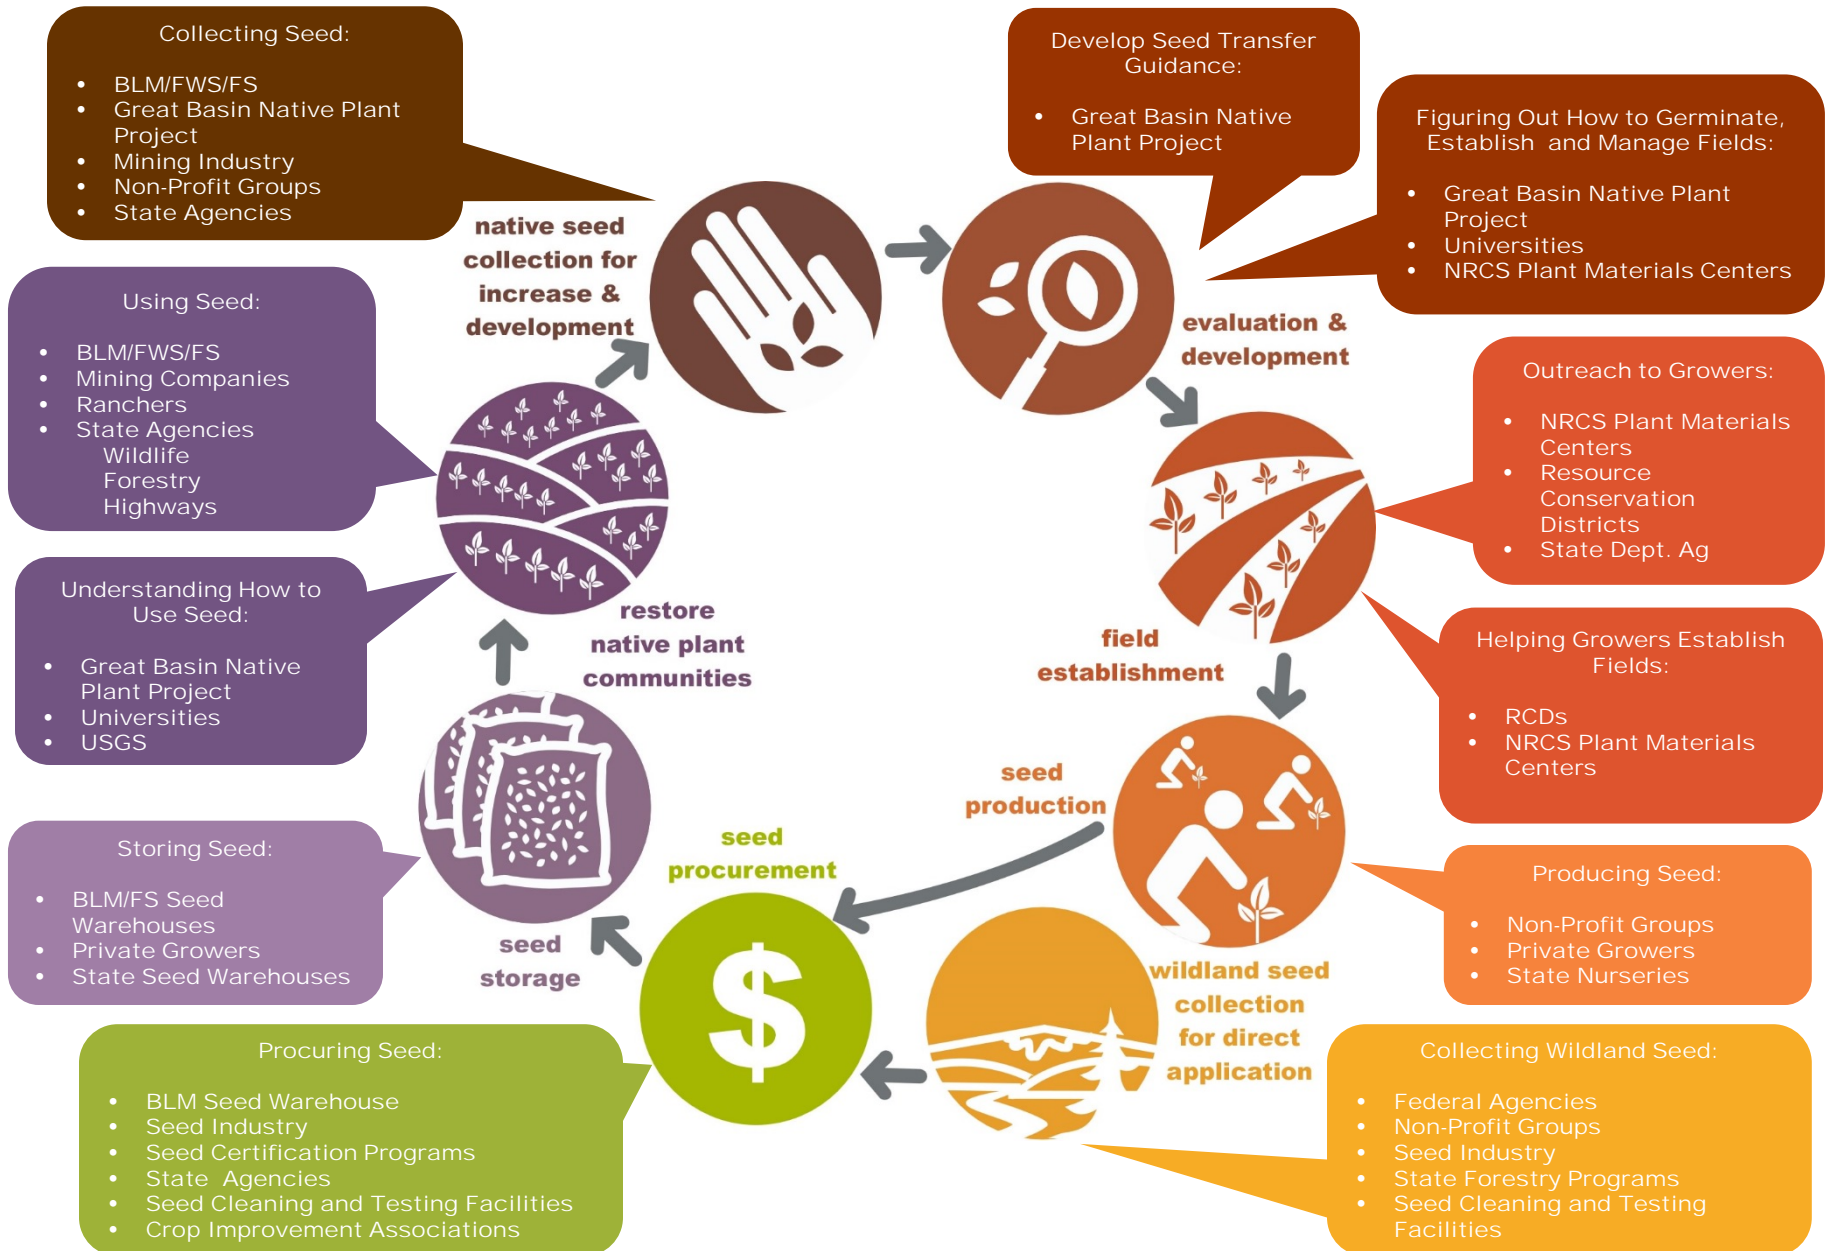 Collecting Seed:
• BLM/FWS/FS
• Great Basin Native Plant
Project
• Mining Industry
• Non-Profit Groups
• State Agencies
Develop Seed Transfer
Guidance:
• Great Basin Native
Plant Project
Figuring Out How to Germinate,
Establish and Manage Fields:
• Great Basin Native Plant
Project
• Universities
• NRCS Plant Materials Centers
native seed
collection for
increase &
development
evaluation &
development
Using Seed:
• BLM/FWS/FS
• Mining Companies
• Ranchers
• State Agencies
Wildlife
Forestry
Highways
Outreach to Growers:
• NRCS Plant Materials
Centers
• Resource
Conservation
Districts
• State Dept. Ag
Understanding How to
Use Seed:
• Great Basin Native
Plant Project
• Universities
• USGS
restore
native plant
communities
field
establishment
Helping Growers Establish
Fields:
• RCDs
• NRCS Plant Materials
Centers
seed
production
seed
procurement
Storing Seed:
• BLM/FS Seed
Warehouses
• Private Growers
• State Seed Warehouses
Producing Seed:
• Non-Profit Groups
• Private Growers
• State Nurseries
seed
storage
$
wildland seed
collection
for direct
application
Procuring Seed:
• BLM Seed Warehouse
• Seed Industry
• Seed Certification Programs
• State Agencies
• Seed Cleaning and Testing Facilities
• Crop Improvement Associations
Collecting Wildland Seed:
• Federal Agencies
• Non-Profit Groups
• Seed Industry
• State Forestry Programs
• Seed Cleaning and Testing
Facilities